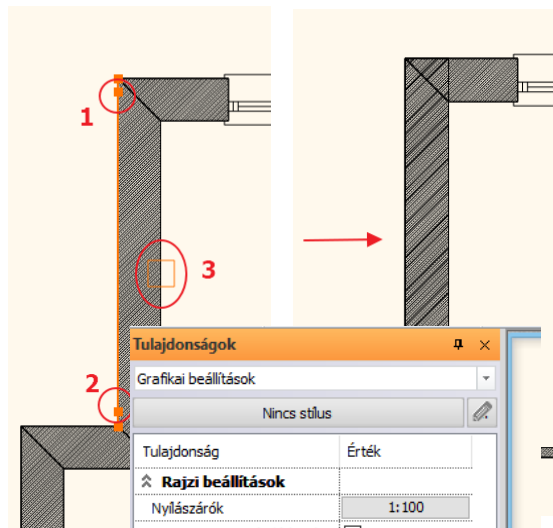 1
3
2
Tulajdonságok
Grafikai beállítások
Nincs stílus
Tulajdonság Érték
Rajzi beállítások
Nyílászárók 1:100